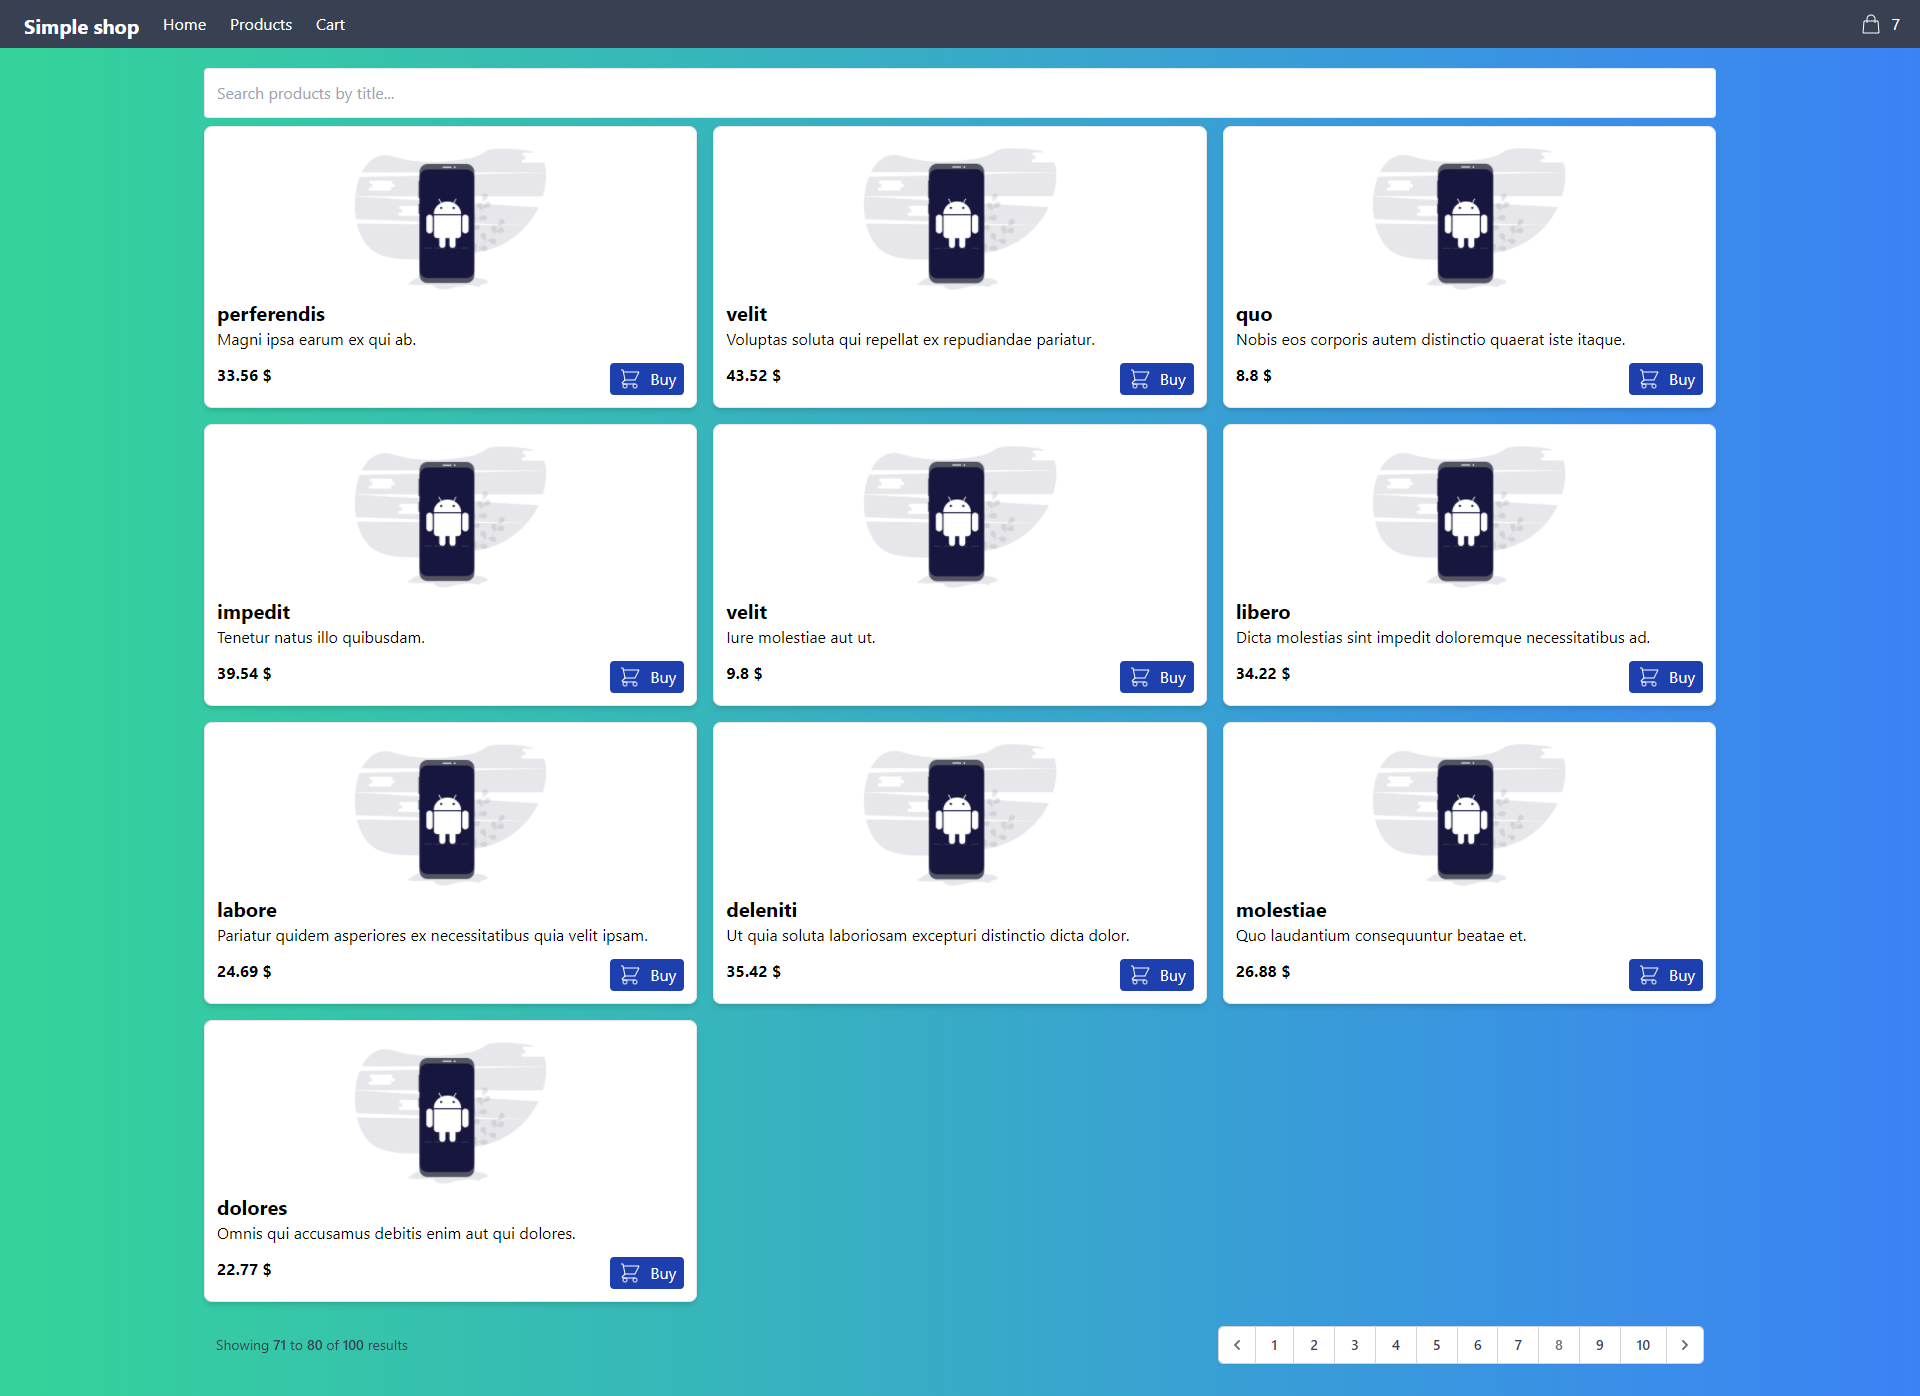 Simple shop Home Products Cart 7
Search products by title...
perferendis
Magni ipsa earum ex qui ab.
33.56 $ Buy
velit
Voluptas soluta qui repellat ex repudiandae pariatur.
43.52 $ Buy
quo
Nobis eos corporis autem distinctio quaerat iste itaque.
8.8 $ Buy
impedit
Tenetur natus illo quibusdam.
39.54 $ Buy
velit
Iure molestiae aut ut.
9.8 $ Buy
libero
Dicta molestias sint impedit doloremque necessitatibus ad.
34.22 $ Buy
labore
Pariatur quidem asperiores ex necessitatibus quia velit ipsam.
24.69 $ Buy
deleniti
Ut quia soluta laboriosam excepturi distinctio dicta dolor.
35.42 $ Buy
molestiae
Quo laudantium consequuntur beatae et.
26.88 $ Buy
dolores
Omnis qui accusamus debitis enim aut qui dolores.
22.77 $ Buy
Showing 71 to 80 of 100 results
1 2 3 4 5 6 7 8 9 10